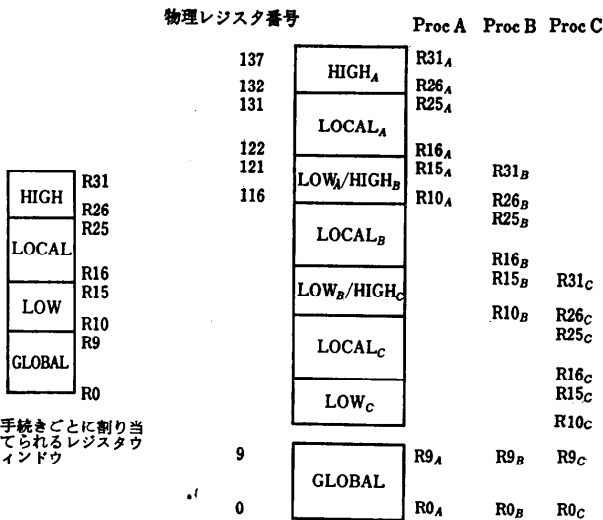 物理レジスタ番号
Proc A Proc B Proc C
137 HIGH_A R31_A
132 R26_A
131 R25_A
LOCAL_A
122 R16_A
121 R15_A R31_B
LOW_A/HIGH_B
116 R10_A R26_B
R25_B
LOCAL_B
R16_B
R15_B R31_C
LOW_B/HIGH_C
R10_B R26_C
R25_C
LOCAL_C
R16_C
R15_C
LOW_C
R10_C
9 R9_A R9_B R9_C
GLOBAL
0 R0_A R0_B R0_C
R31
HIGH
R26
R25
LOCAL
R16
R15
LOW
R10
R9
GLOBAL
R0
手続きごとに割り当
てられるレジスタウ
ィンドウ